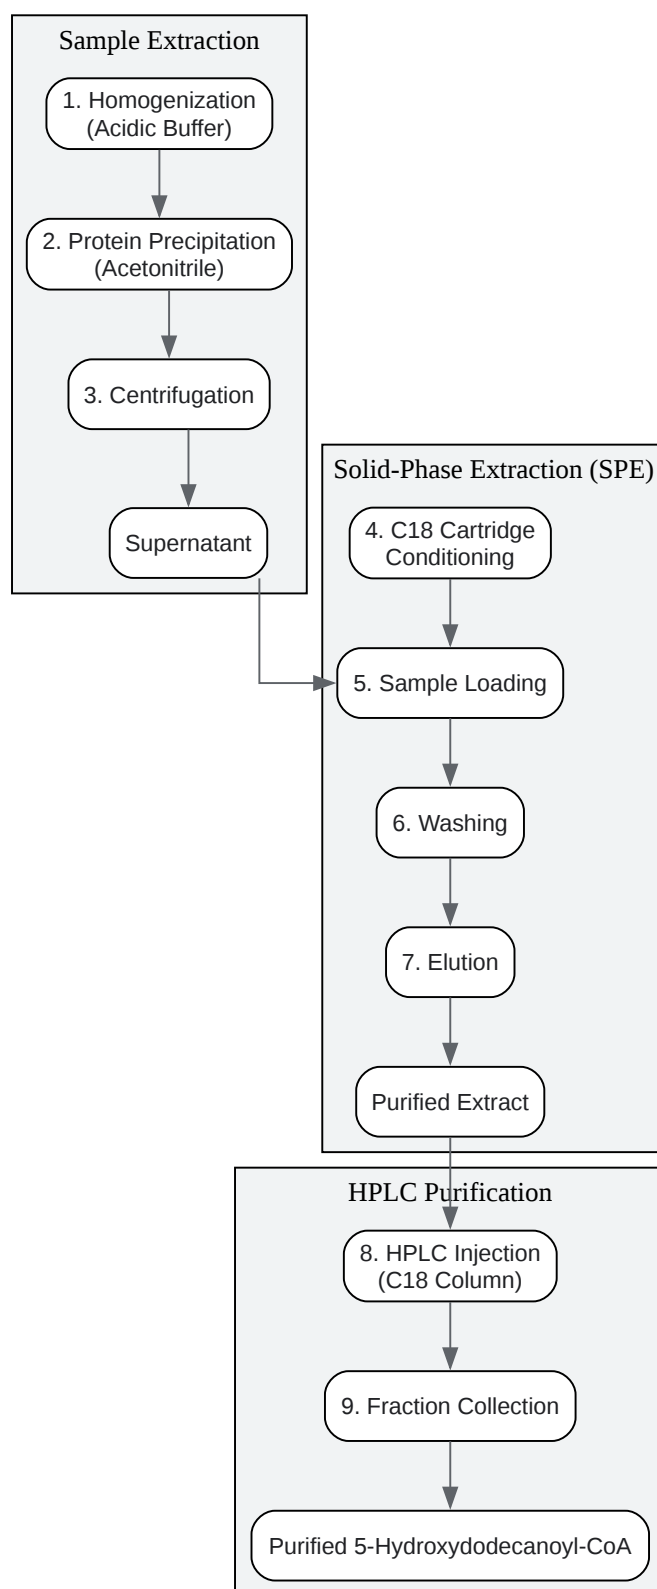 Sample Extraction
1. Homogenization
(Acidic Buffer)
2. Protein Precipitation
(Acetonitrile)
3. Centrifugation
Supernatant
Solid-Phase Extraction (SPE)
4. C18 Cartridge
Conditioning
5. Sample Loading
6. Washing
7. Elution
Purified Extract
HPLC Purification
8. HPLC Injection
(C18 Column)
9. Fraction Collection
Purified 5-Hydroxydodecanoyl-CoA